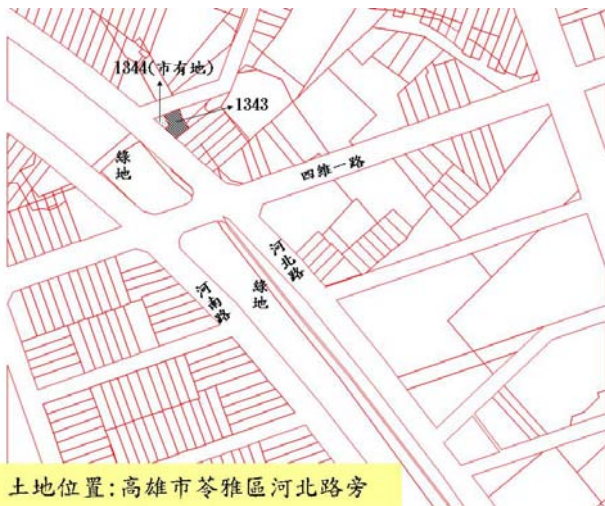 1344(市有地)
1343
綠地
四維一路
河北路
綠地
河南路
土地位置:高雄市苓雅區河北路旁